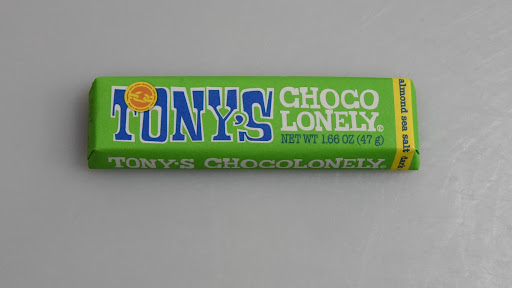 TONY'S
CHOCO
LONELY
NET WT 1.66 OZ (47 g)
TONY'S CHOCOLONELY
almond sea salt